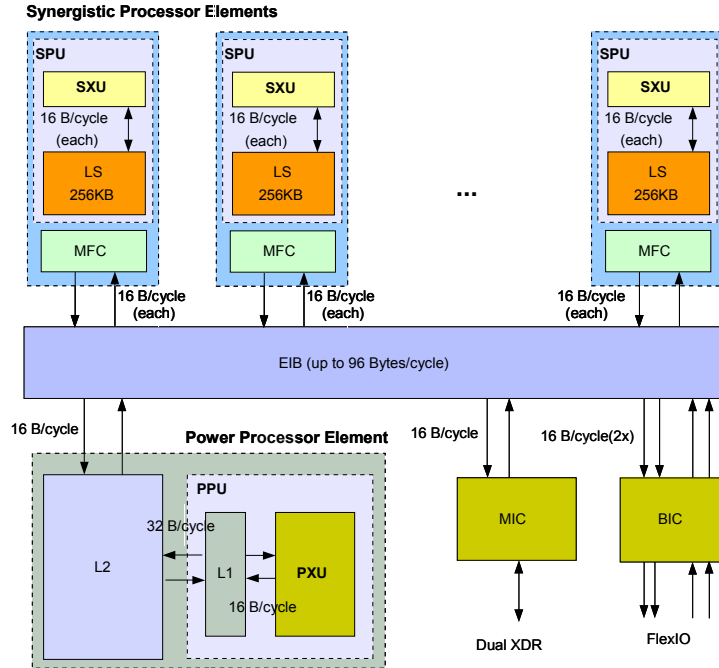 Synergistic Processor Elements
SPU
SPU
SPU
SXU
SXU
SXU
16 B/cycle
(each)
16 B/cycle
(each)
16 B/cycle
(each)
LS
256KB
LS
256KB
LS
256KB
...
MFC
MFC
MFC
16 B/cycle
(each)
16 B/cycle
(each)
16 B/cycle
(each)
EIB (up to 96 Bytes/cycle)
16 B/cycle
16 B/cycle
16 B/cycle(2x)
Power Processor Element
PPU
L2
32 B/cycle
L1
PXU
16 B/cycle
MIC
BIC
Dual XDR
FlexIO